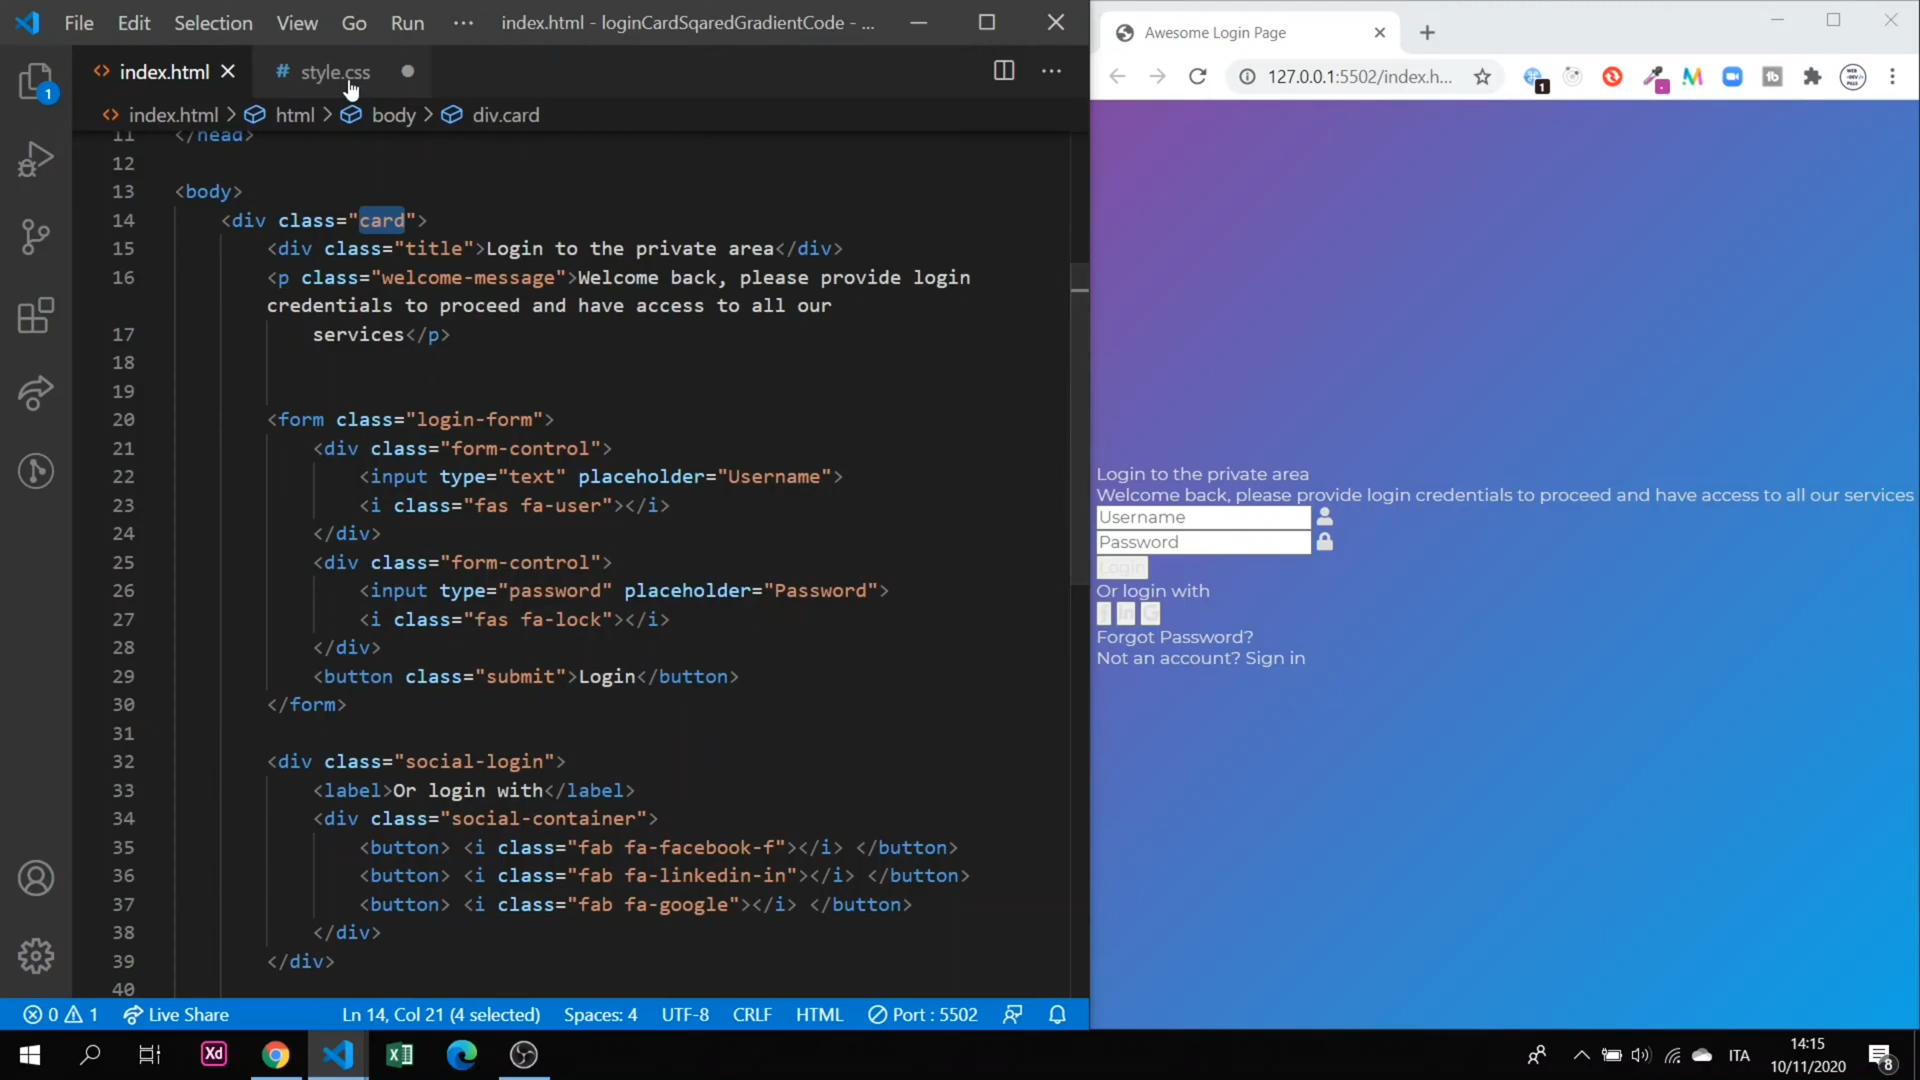 File Edit Selection View Go Run ··· index.html - loginCardSqaredGradientCode - ...
index.html # style.css
index.html > html > body > div.card
11 </head>
12
13 <body>
14 <div class="card">
15 <div class="title">Login to the private area</div>
16 <p class="welcome-message">Welcome back, please provide login
credentials to proceed and have access to all our
17 services</p>
18
19
20 <form class="login-form">
21 <div class="form-control">
22 <input type="text" placeholder="Username">
23 <i class="fas fa-user"></i>
24 </div>
25 <div class="form-control">
26 <input type="password" placeholder="Password">
27 <i class="fas fa-lock"></i>
28 </div>
29 <button class="submit">Login</button>
30 </form>
31
32 <div class="social-login">
33 <label>Or login with</label>
34 <div class="social-container">
35 <button> <i class="fab fa-facebook-f"></i> </button>
36 <button> <i class="fab fa-linkedin-in"></i> </button>
37 <button> <i class="fab fa-google"></i> </button>
38 </div>
39 </div>
40
1
0 1 Live Share Ln 14, Col 21 (4 selected) Spaces: 4 UTF-8 CRLF HTML Port : 5502
Awesome Login Page
127.0.0.1:5502/index.h...
1
Login to the private area
Welcome back, please provide login credentials to proceed and have access to all our services
Username
Password
Login
Or login with
f in G
Forgot Password?
Not an account? Sign in
Xd
ITA
14:15
10/11/2020
8